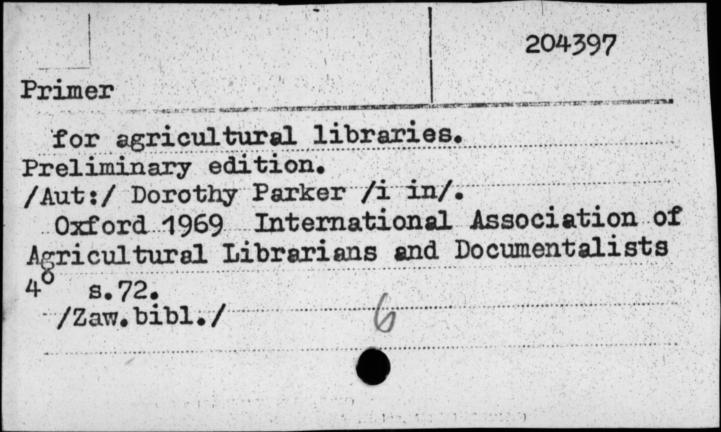 204397
Primer
for agricultural libraries.
Preliminary edition.
/Aut:/ Dorothy Parker /i in/.
Oxford 1969 International Association of
Agricultural Librarians and Documentalists
4° s.72.
/Zaw.bibl./
6